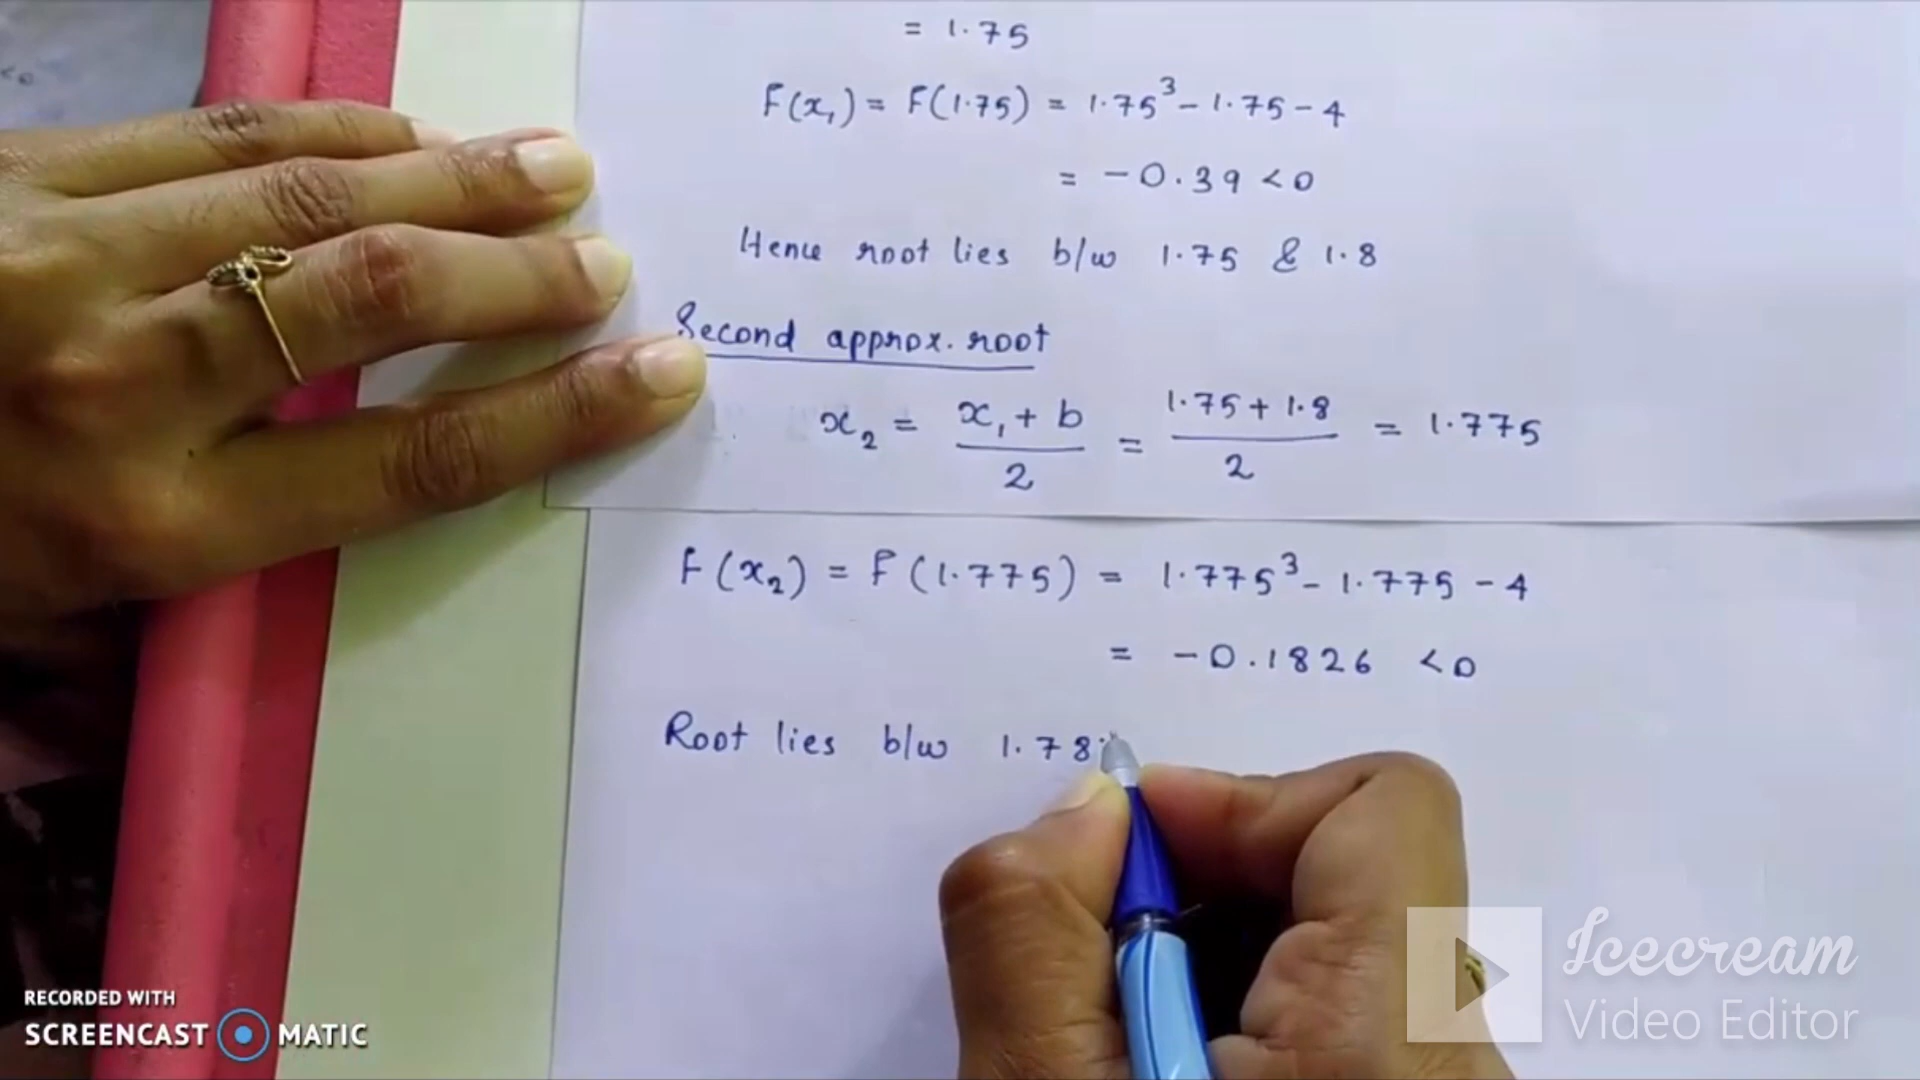 <0
= 1.75
F(x₁) = F(1.75) = 1.75³ - 1.75 - 4
= -0.39 <0
Hence root lies b/w 1.75 & 1.8
Second approx. root
x₂ = (x₁ + b)/2 = (1.75 + 1.8)/2 = 1.775
F(x₂) = F(1.775) = 1.775³ - 1.775 - 4
= -0.1826 <0
Root lies b/w 1.78
RECORDED WITH
SCREENCAST MATIC
Icecream
Video Editor